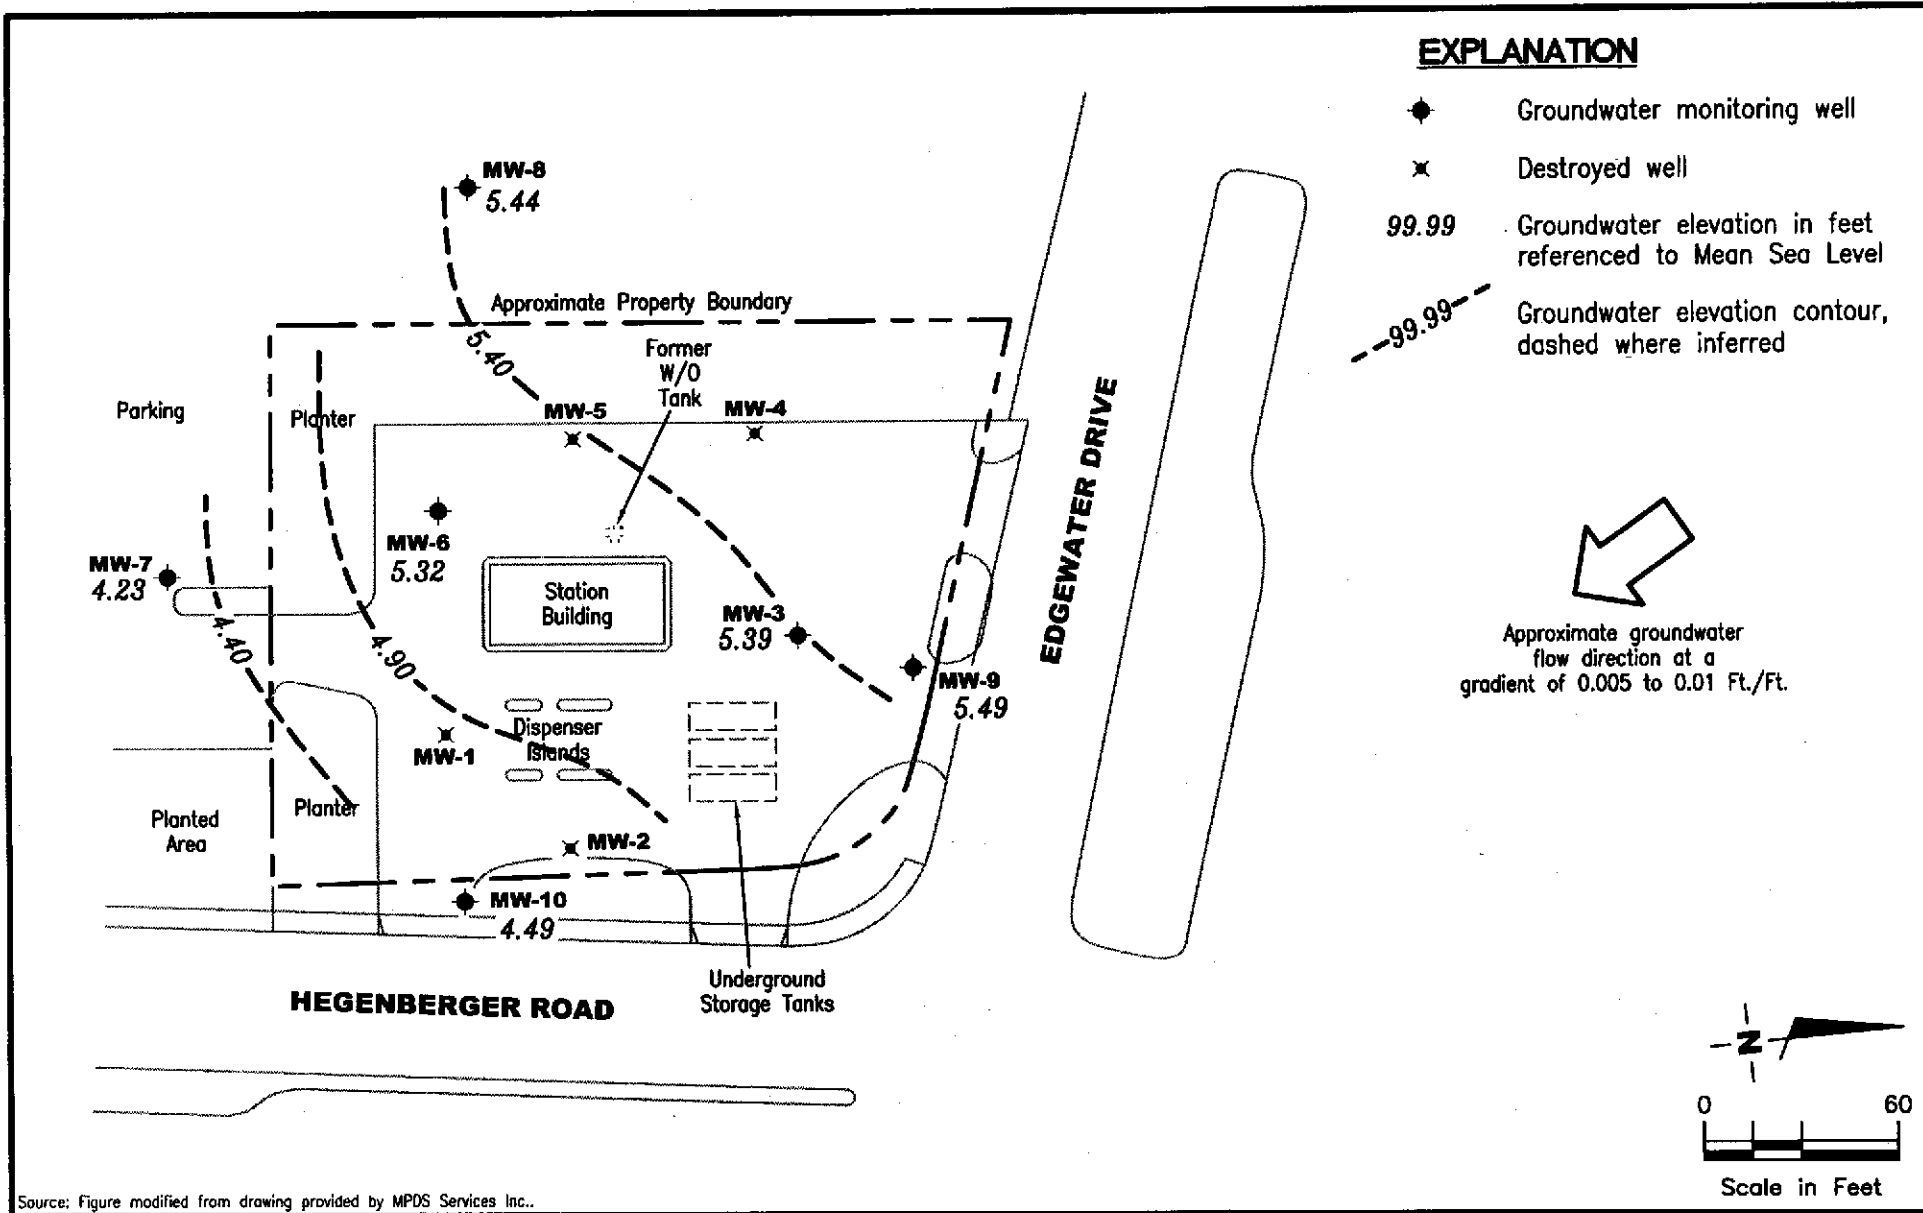 EXPLANATION
Groundwater monitoring well
Destroyed well
99.99
Groundwater elevation in feet
referenced to Mean Sea Level
99.99
Groundwater elevation contour,
dashed where inferred
MW-8
5.44
Approximate Property Boundary
5.40
Former
W/O
Tank
Parking
Planter
MW-5
MW-4
MW-6
5.32
MW-7
4.23
Station
Building
MW-3
5.39
EDGEWATER DRIVE
4.40
4.90
MW-9
5.49
Approximate groundwater
flow direction at a
gradient of 0.005 to 0.01 Ft./Ft.
Dispenser
Islands
MW-1
Planter
Planted
Area
MW-2
MW-10
4.49
Underground
Storage Tanks
HEGENBERGER ROAD
N
0 60
Scale in Feet
Source: Figure modified from drawing provided by MPDS Services Inc..